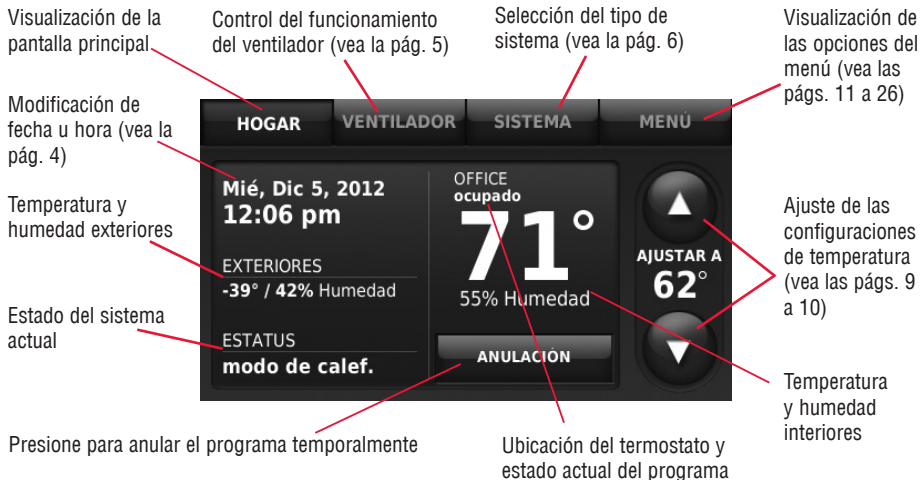 Visualización de la
pantalla principal
Control del funcionamiento
del ventilador (vea la pág. 5)
Selección del tipo de
sistema (vea la pág. 6)
Visualización de
las opciones del
menú (vea las
págs. 11 a 26)
Modificación de
fecha u hora (vea la
pág. 4)
Temperatura y
humedad exteriores
Estado del sistema
actual
HOGAR
VENTILADOR
SISTEMA
MENÚ
Mié, Dic 5, 2012
12:06 pm
EXTERIORES
-39° / 42% Humedad
ESTATUS
modo de calef.
OFFICE
ocupado
71°
55% Humedad
ANULACIÓN
AJUSTAR A
62°
Ajuste de las
configuraciones
de temperatura
(vea las págs. 9
a 10)
Temperatura
y humedad
interiores
Presione para anular el programa temporalmente
Ubicación del termostato y
estado actual del programa